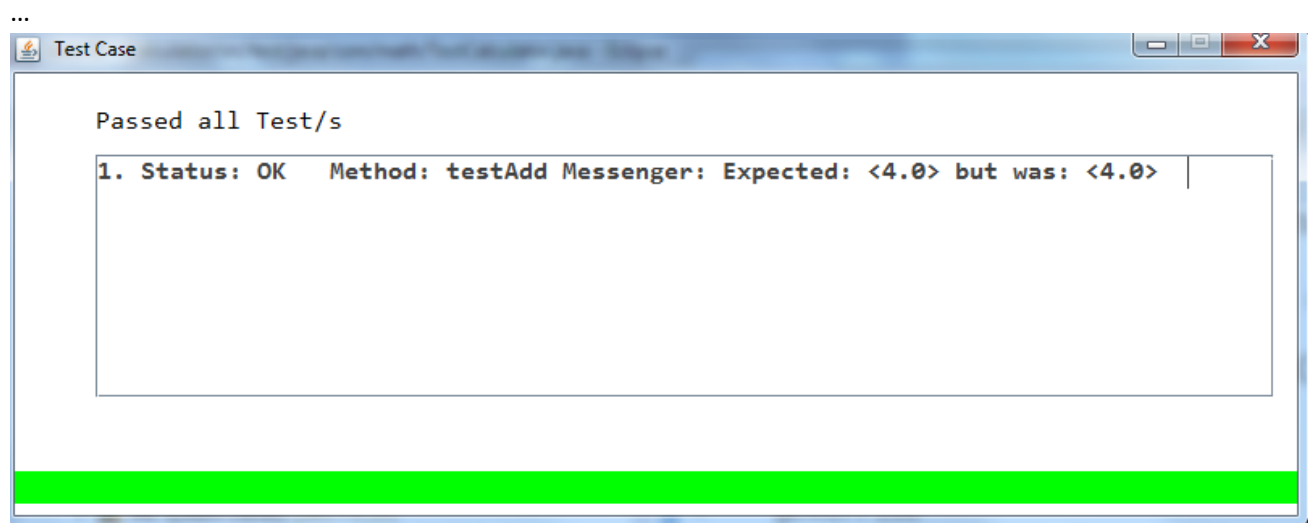 ...
Test Case
Passed all Test/s
1. Status: OK   Method: testAdd Messenger: Expected: <4.0> but was: <4.0>